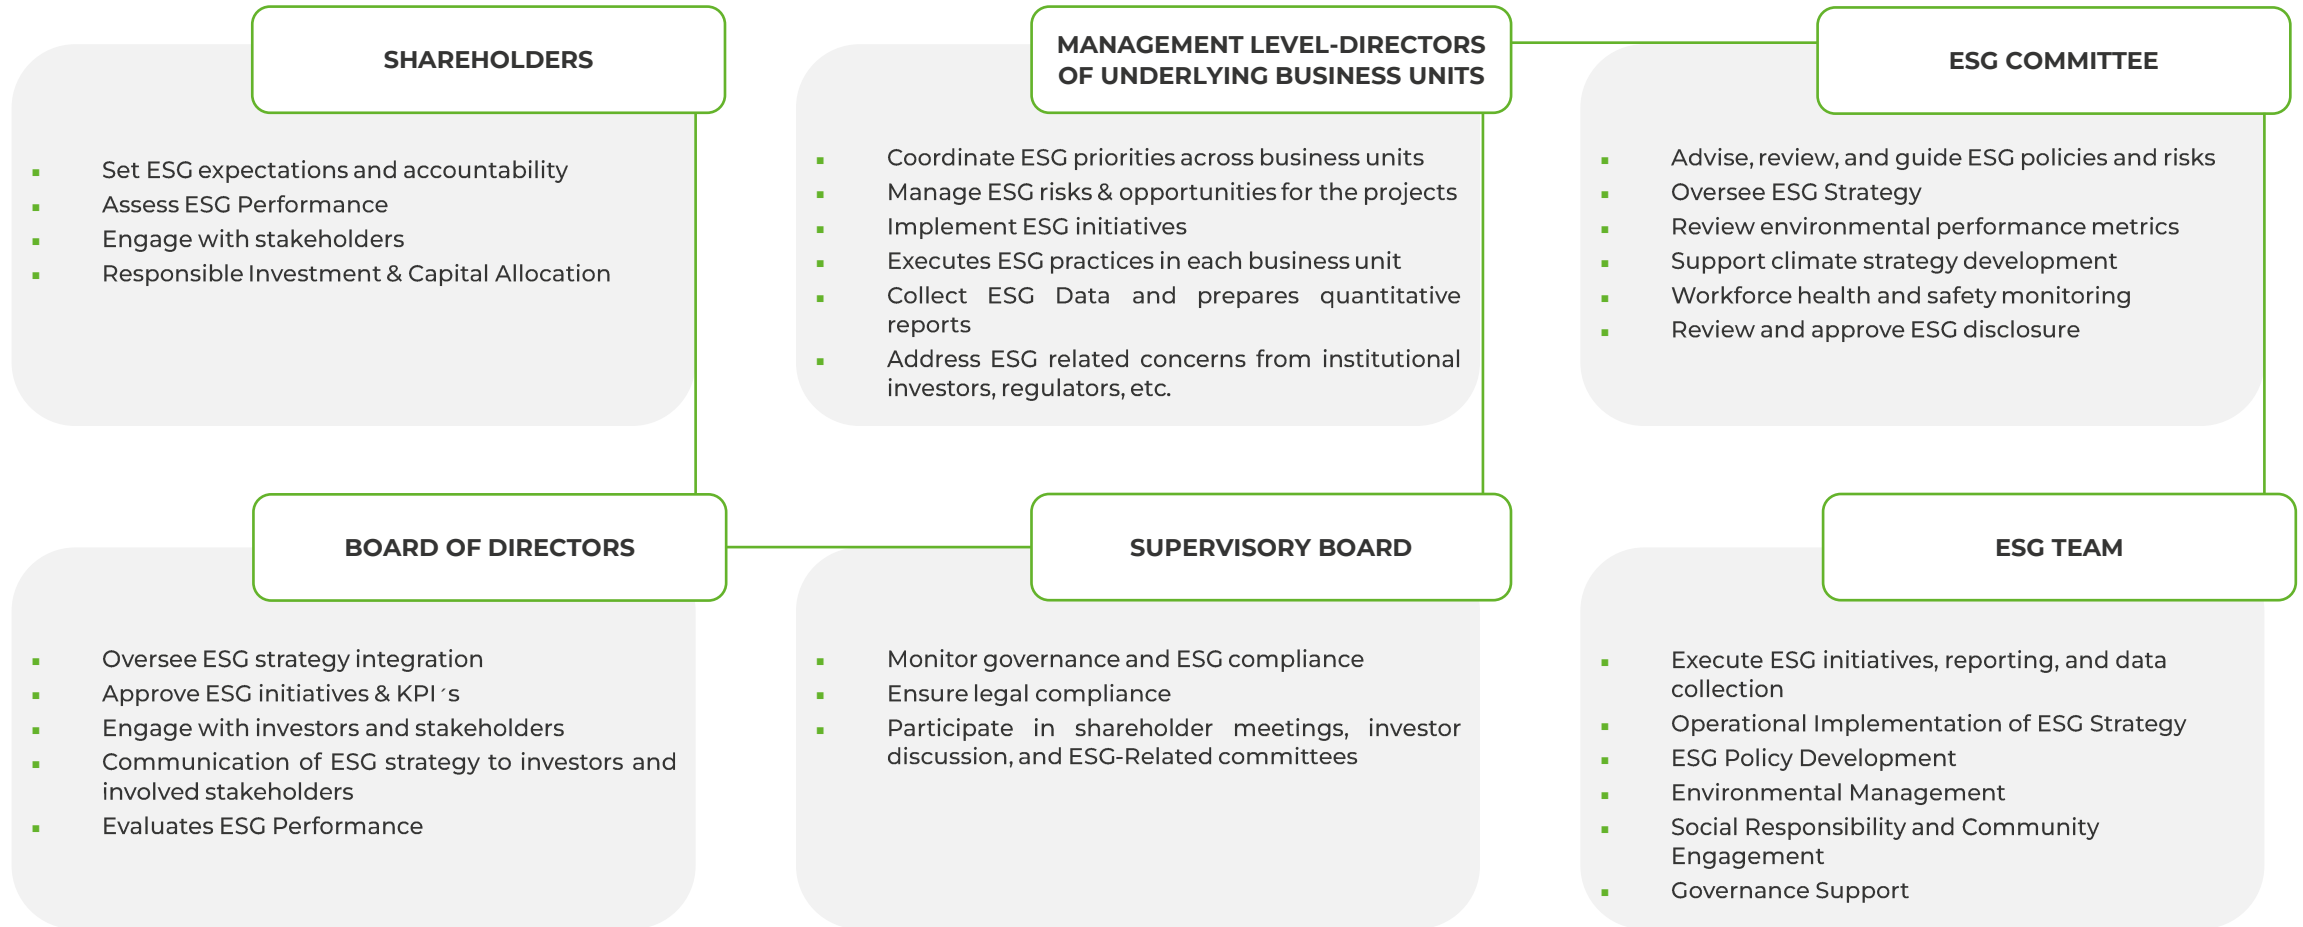 SHAREHOLDERS
▪ Set ESG expectations and accountability
▪ Assess ESG Performance
▪ Engage with stakeholders
▪ Responsible Investment & Capital Allocation
BOARD OF DIRECTORS
▪ Oversee ESG strategy integration
▪ Approve ESG initiatives & KPI´s
▪ Engage with investors and stakeholders
▪ Communication of ESG strategy to investors and
involved stakeholders
▪ Evaluates ESG Performance
SUPERVISORY BOARD
▪ Monitor governance and ESG compliance
▪ Ensure legal compliance
▪ Participate in shareholder meetings, investor
discussion, and ESG-Related committees
MANAGEMENT LEVEL-DIRECTORS
OF UNDERLYING BUSINESS UNITS
▪ Coordinate ESG priorities across business units
▪ Manage ESG risks & opportunities for the projects
▪ Implement ESG initiatives
▪ Executes ESG practices in each business unit
▪ Collect ESG Data and prepares quantitative
reports
▪ Address ESG related concerns from institutional
investors, regulators, etc.
ESG COMMITTEE
▪ Advise, review, and guide ESG policies and risks
▪ Oversee ESG Strategy
▪ Review environmental performance metrics
▪ Support climate strategy development
▪ Workforce health and safety monitoring
▪ Review and approve ESG disclosure
ESG TEAM
▪ Execute ESG initiatives, reporting, and data
collection
▪ Operational Implementation of ESG Strategy
▪ ESG Policy Development
▪ Environmental Management
▪ Social Responsibility and Community
Engagement
▪ Governance Support